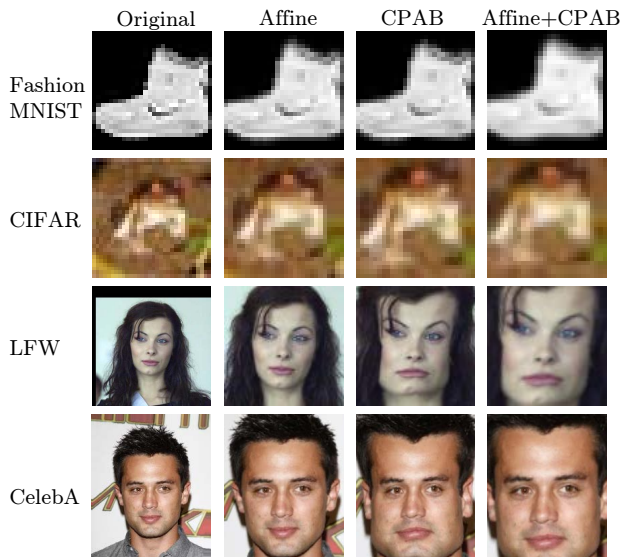 Original Affine CPAB Affine+CPAB
Fashion
MNIST
CIFAR
LFW
CelebA